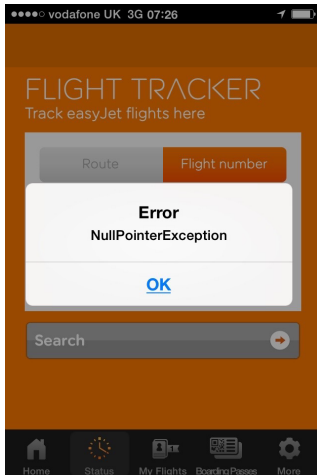 vodafone UK 3G 07:26
FLIGHT TRACKER
Track easyJet flights here
Route Flight number
Error
NullPointerException
OK
Search
Home Status My Flights Boarding Passes More